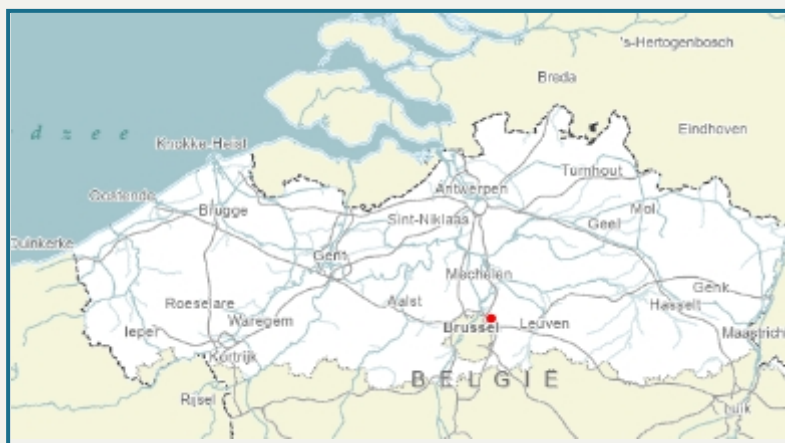 's-Hertogenbosch
Breda
d z e e
Eindhoven
Knokke-Heist
Turnhout
Antwerpen
Oostende
Mol
Brugge
Sint-Niklaas
Geel
Duinkerke
Gent
Mechelen
Genk
Roeselare
Aalst
Hasselt
Waregem
Brussel
Leuven
Ieper
Maastrich
Kortrijk
BELGIË
Rijsel
Luik